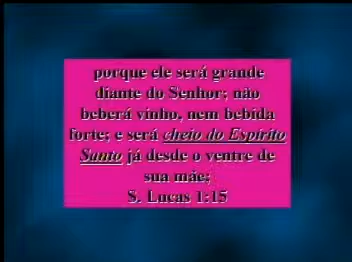 porque ele será grande
diante do Senhor; não
beberá vinho, nem bebida
forte; e será cheio do Espírito
Santo já desde o ventre de
sua mãe;
S. Lucas 1:15